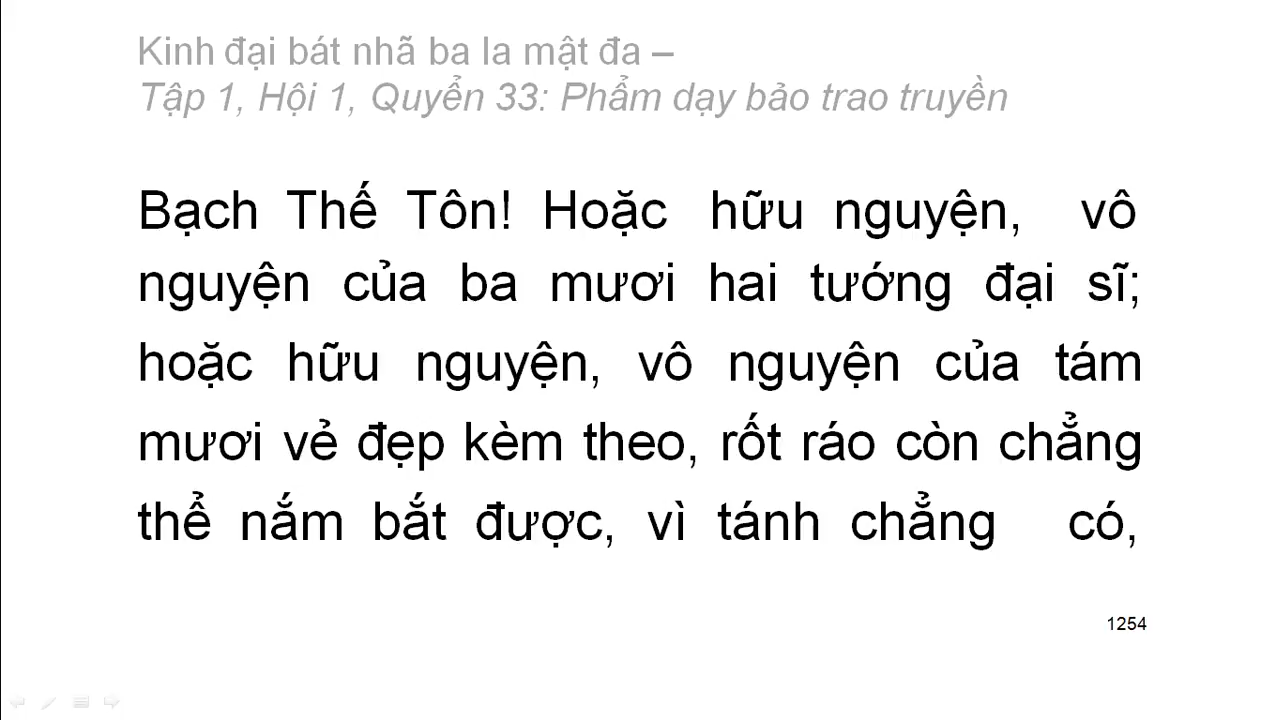 Kinh đại bát nhã ba la mật đa –
Tập 1, Hội 1, Quyển 33: Phẩm dạy bảo trao truyền
Bạch Thế Tôn! Hoặc hữu nguyện, vô
nguyện của ba mươi hai tướng đại sĩ;
hoặc hữu nguyện, vô nguyện của tám
mươi vẻ đẹp kèm theo, rốt ráo còn chẳng
thể nắm bắt được, vì tánh chẳng có,
1254